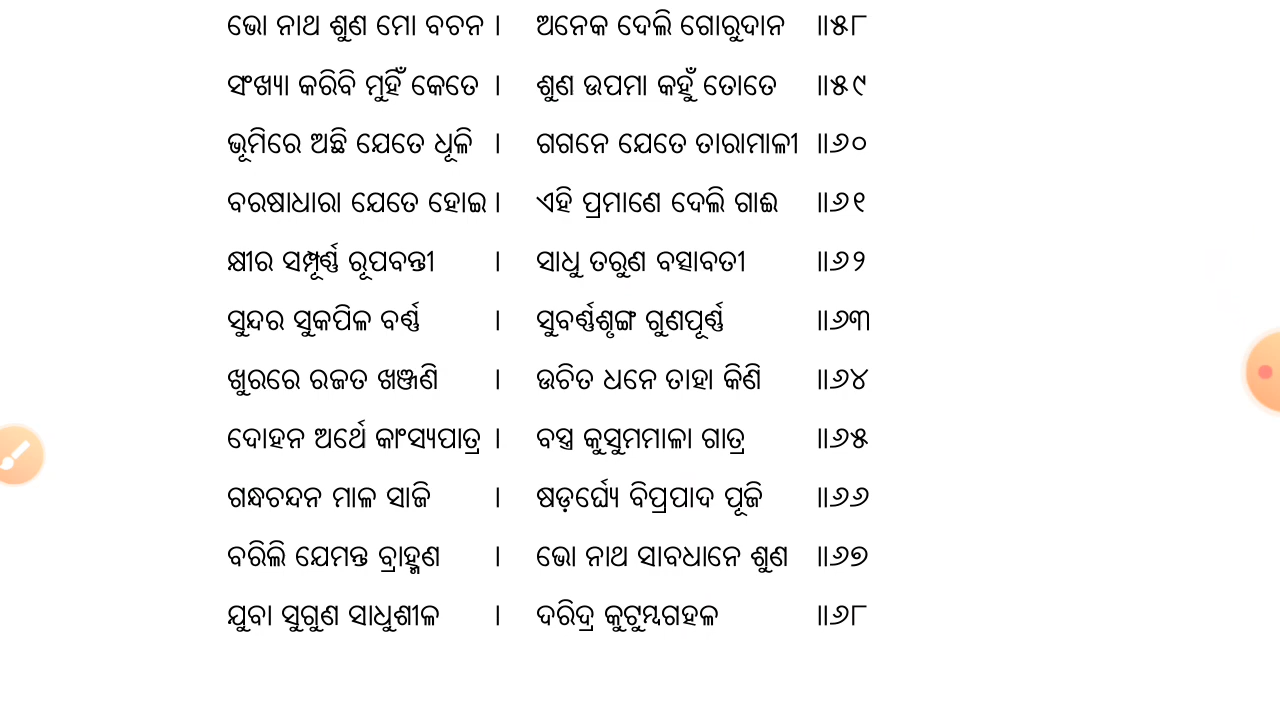 ଭୋ ନାଥ ଶୁଣ ମୋ ବଚନ । ଅନେକ ଦେଲି ଗୋରୁଦାନ ॥୫୮
ସଂଖ୍ୟା କରିବି ମୁହିଁ କେତେ । ଶୁଣ ଉପମା କହୁଁ ତୋତେ ॥୫୯
ଭୂମିରେ ଅଛି ଯେତେ ଧୂଳି । ଗଗନେ ଯେତେ ତାରାମାଳୀ ॥୬୦
ବରଷାଧାରା ଯେତେ ହୋଇ । ଏହି ପ୍ରମାଣେ ଦେଲି ଗାଈ ॥୬୧
କ୍ଷୀର ସମ୍ପୂର୍ଣ୍ଣ ରୂପବନ୍ତୀ । ସାଧୁ ତରୁଣ ବତ୍ସାବତୀ ॥୬୨
ସୁନ୍ଦର ସୁକପିଳ ବର୍ଣ୍ଣ । ସୁବର୍ଣ୍ଣଶୃଙ୍ଗ ଗୁଣପୂର୍ଣ୍ଣ ॥୬୩
ଖୁରରେ ରଜତ ଖଞ୍ଜଣି । ଉଚିତ ଧନେ ତାହା କିଣି ॥୬୪
ଦୋହନ ଅର୍ଥେ କାଂସ୍ୟପାତ୍ର । ବସ୍ତ୍ର କୁସୁମମାଳା ଗାତ୍ର ॥୬୫
ଗନ୍ଧଚନ୍ଦନ ମାଳ ସାଜି । ଷଡ଼ର୍ଘ୍ୟେ ବିପ୍ରପାଦ ପୂଜି ॥୬୬
ବରିଲି ଯେମନ୍ତ ବ୍ରାହ୍ମଣ । ଭୋ ନାଥ ସାବଧାନେ ଶୁଣ ॥୬୭
ଯୁବା ସୁଗୁଣ ସାଧୁଶୀଳ । ଦରିଦ୍ର କୁଟୁମ୍ବଗହଳ ॥୬୮